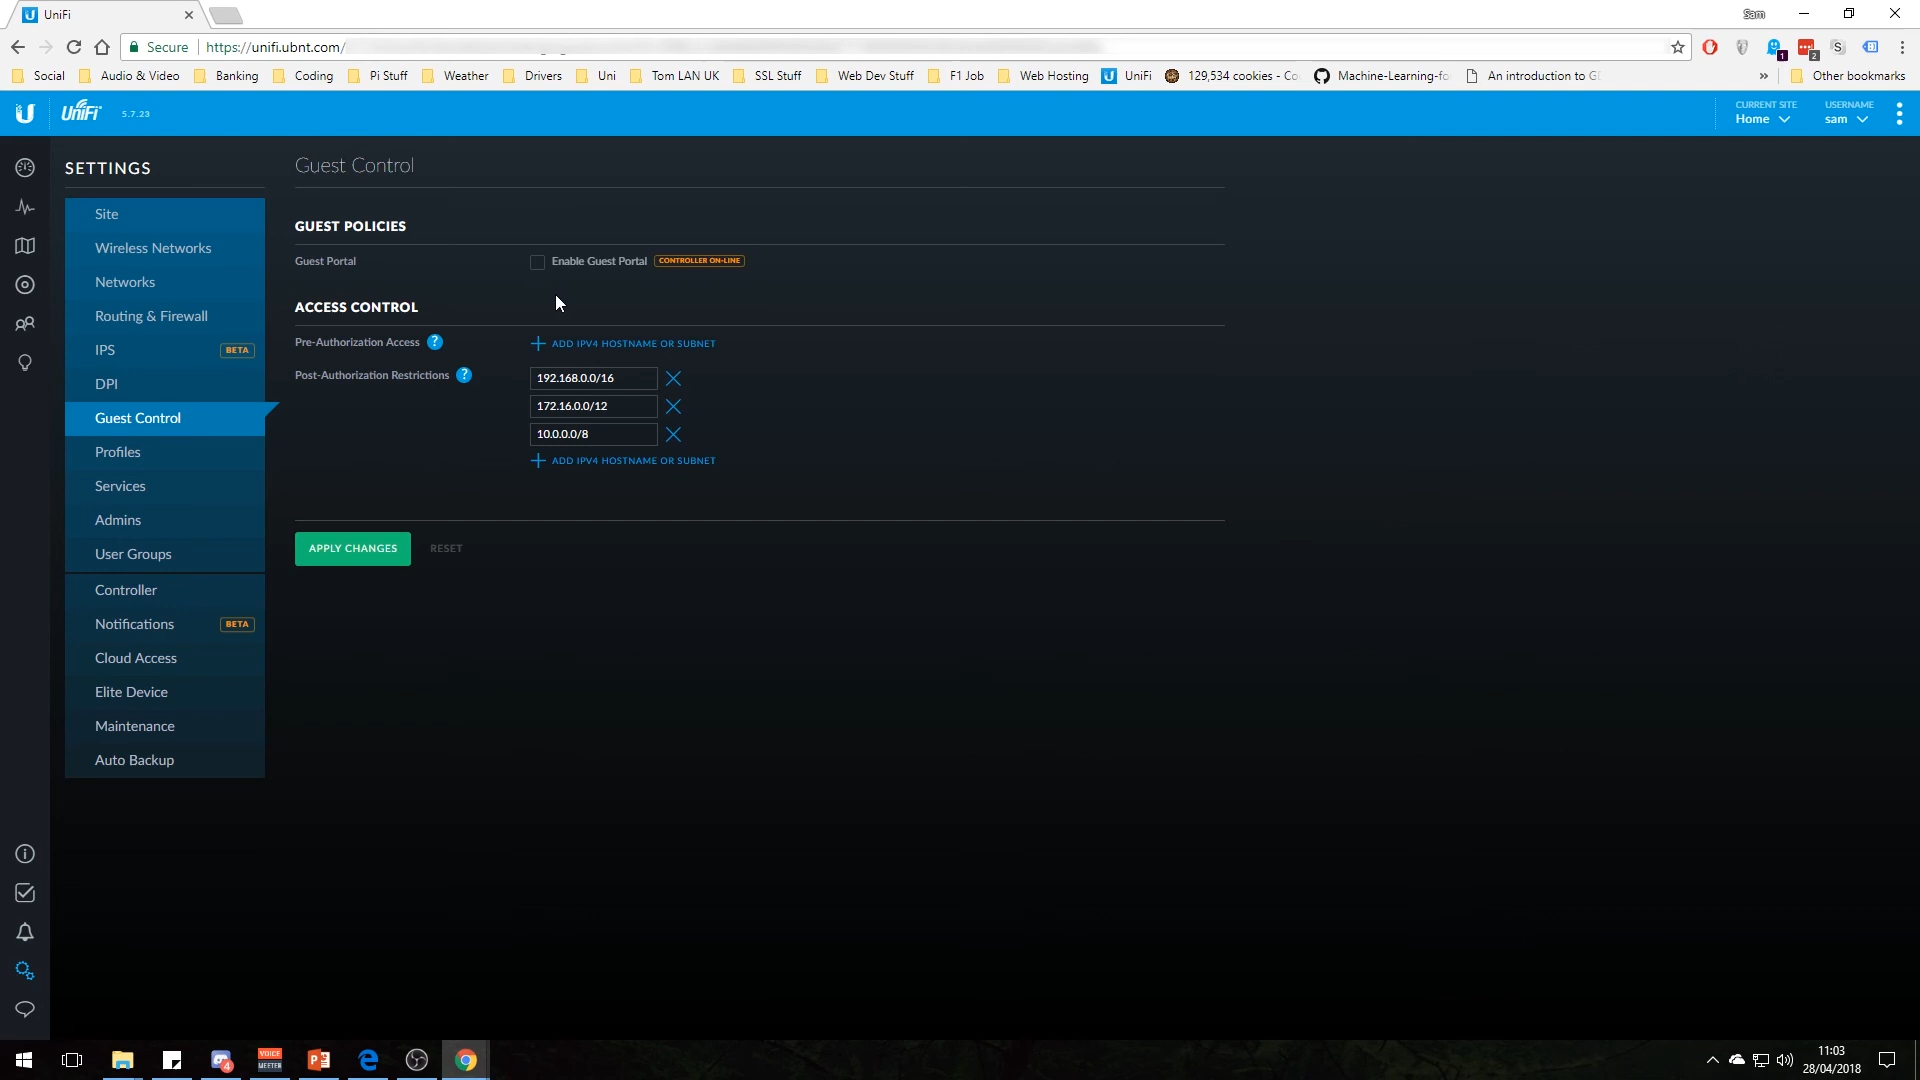 UniFi
Sam
Secure https://unifi.ubnt.com/
Social Audio & Video Banking Coding Pi Stuff Weather Drivers Uni Tom LAN UK SSL Stuff Web Dev Stuff F1 Job Web Hosting UniFi 129,534 cookies - Co Machine-Learning-fo An introduction to G » Other bookmarks
UniFi 5.7.23
CURRENT SITE
Home
USERNAME
sam
SETTINGS
Site
Wireless Networks
Networks
Routing & Firewall
IPS BETA
DPI
Guest Control
Profiles
Services
Admins
User Groups
Controller
Notifications BETA
Cloud Access
Elite Device
Maintenance
Auto Backup
Guest Control
GUEST POLICIES
Guest Portal Enable Guest Portal CONTROLLER ON-LINE
ACCESS CONTROL
Pre-Authorization Access ? ADD IPV4 HOSTNAME OR SUBNET
Post-Authorization Restrictions ? 192.168.0.0/16
172.16.0.0/12
10.0.0.0/8
ADD IPV4 HOSTNAME OR SUBNET
APPLY CHANGES RESET
VOICE
MEETER
11:03
28/04/2018